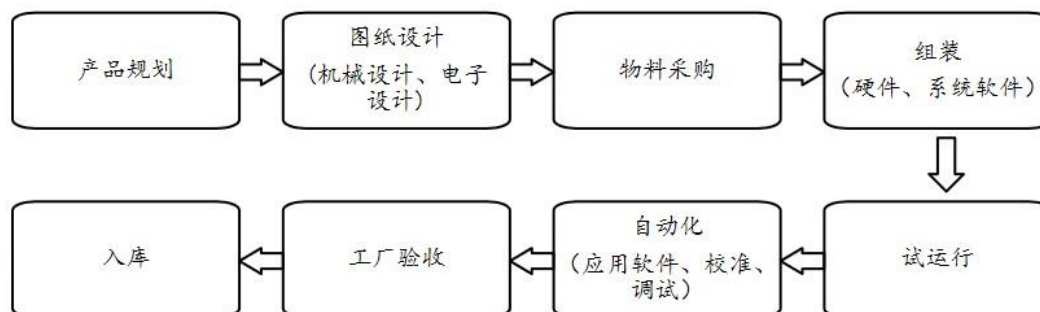 产品规划
图纸设计
(机械设计、电子
设计)
物料采购
组装
(硬件、系统软件)
试运行
自动化
(应用软件、校准、
调试)
工厂验收
入库